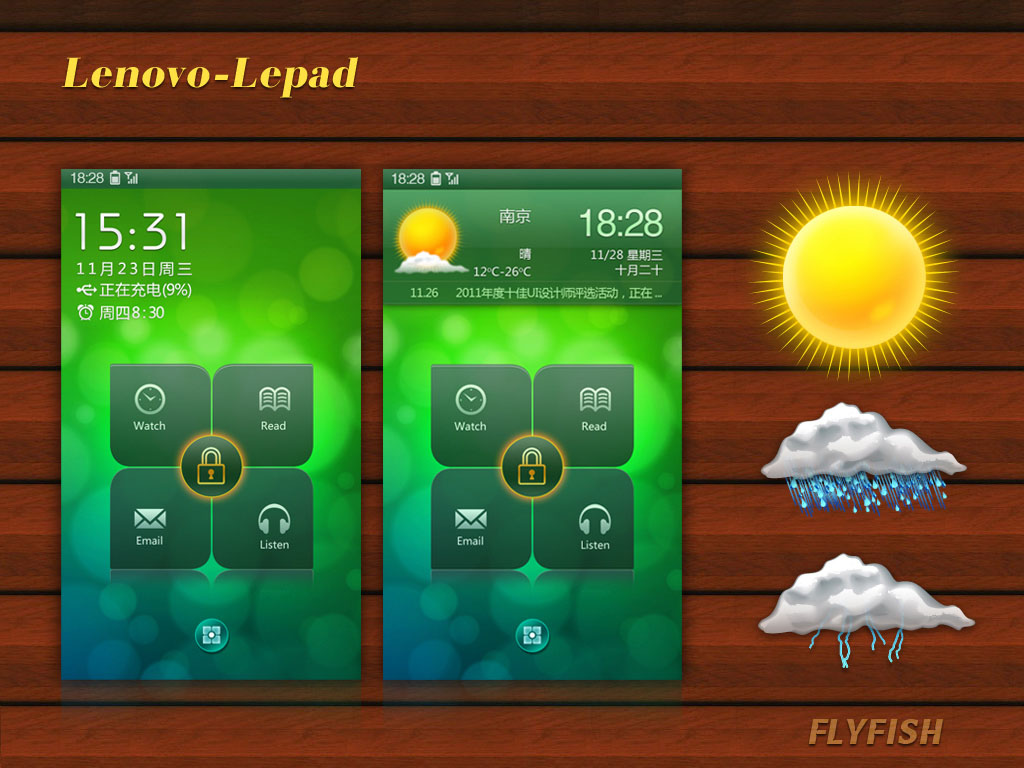 Lenovo-Lepad
18:28
15:31
11月23日周三
正在充电(9%)
周四8:30
Watch
Read
Email
Listen
18:28
南京
18:28
晴
11/28 星期三
12°C-26°C
十月二十
11.26 2011年度十佳UI设计师评选活动，正在 ...
Watch
Read
Email
Listen
FLYFISH